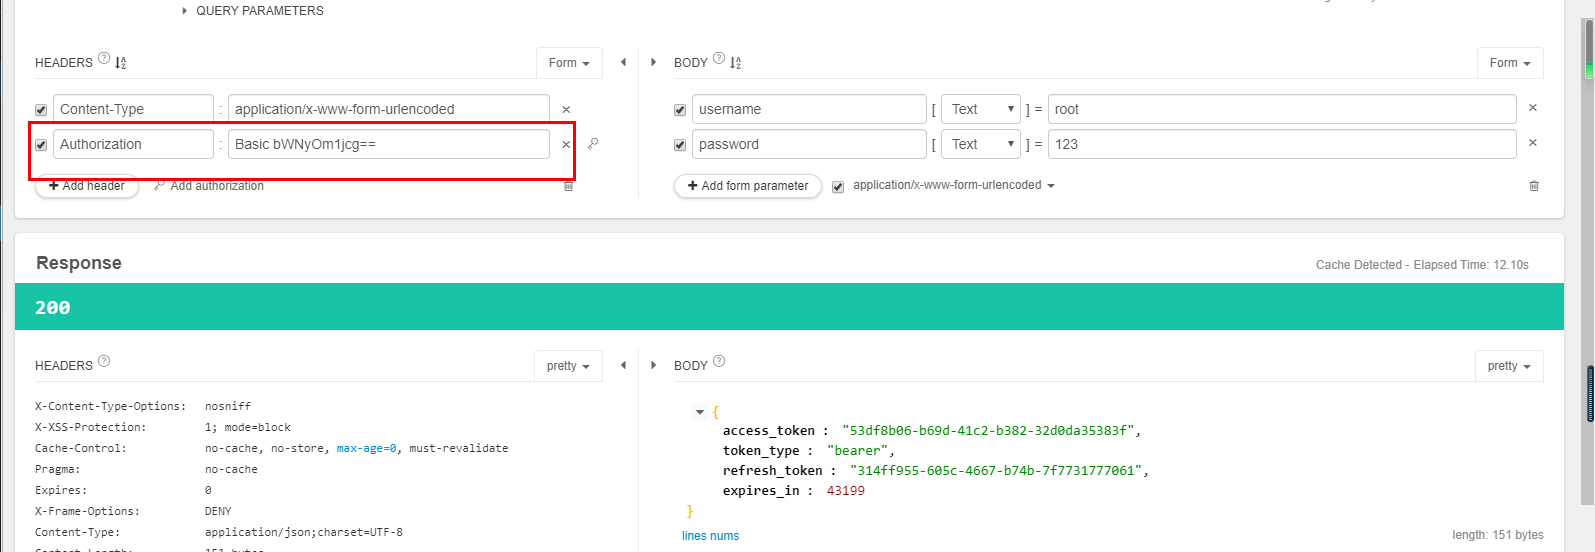 QUERY PARAMETERS
HEADERS ? Form
Content-Type : application/x-www-form-urlencoded ×
Authorization : Basic bWNyOm1jcg== ×
+ Add header Add authorization
BODY ? Form
username [ Text ] = root ×
password [ Text ] = 123 ×
+ Add form parameter application/x-www-form-urlencoded
Response
Cache Detected - Elapsed Time: 12.10s
200
HEADERS ? pretty
X-Content-Type-Options: nosniff
X-XSS-Protection: 1; mode=block
Cache-Control: no-cache, no-store, max-age=0, must-revalidate
Pragma: no-cache
Expires: 0
X-Frame-Options: DENY
Content-Type: application/json;charset=UTF-8
BODY ? pretty
{
access_token : "53df8b06-b69d-41c2-b382-32d0da35383f",
token_type : "bearer",
refresh_token : "314ff955-605c-4667-b74b-7f7731777061",
expires_in : 43199
}
lines nums
length: 151 bytes